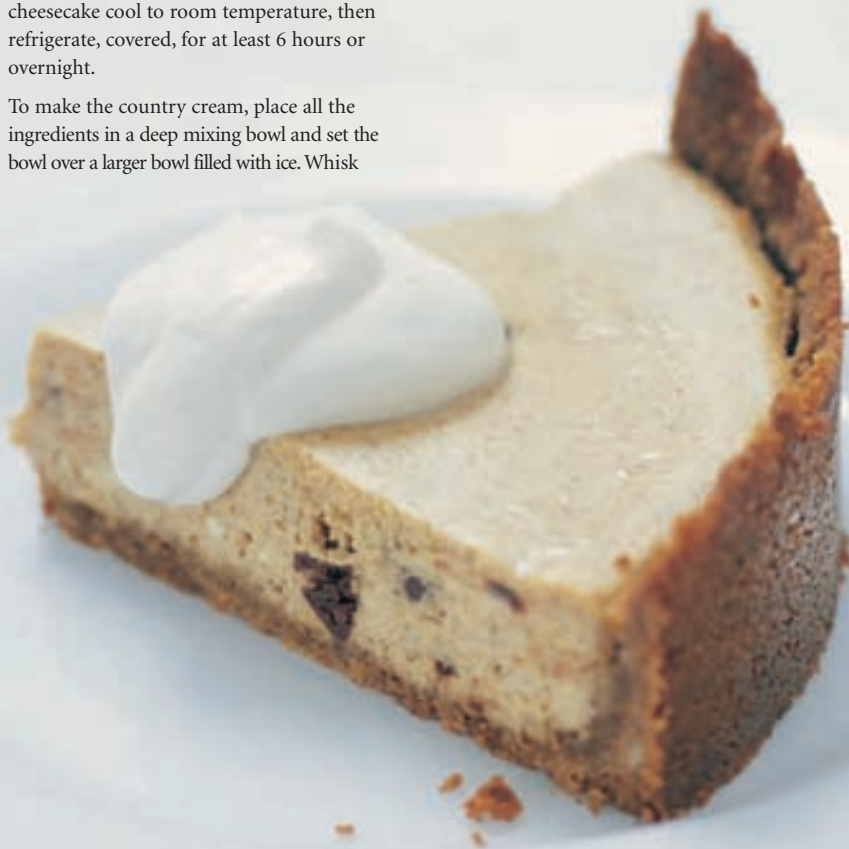 cheesecake cool to room temperature, then
refrigerate, covered, for at least 6 hours or
overnight.
To make the country cream, place all the
ingredients in a deep mixing bowl and set the
bowl over a larger bowl filled with ice. Whisk